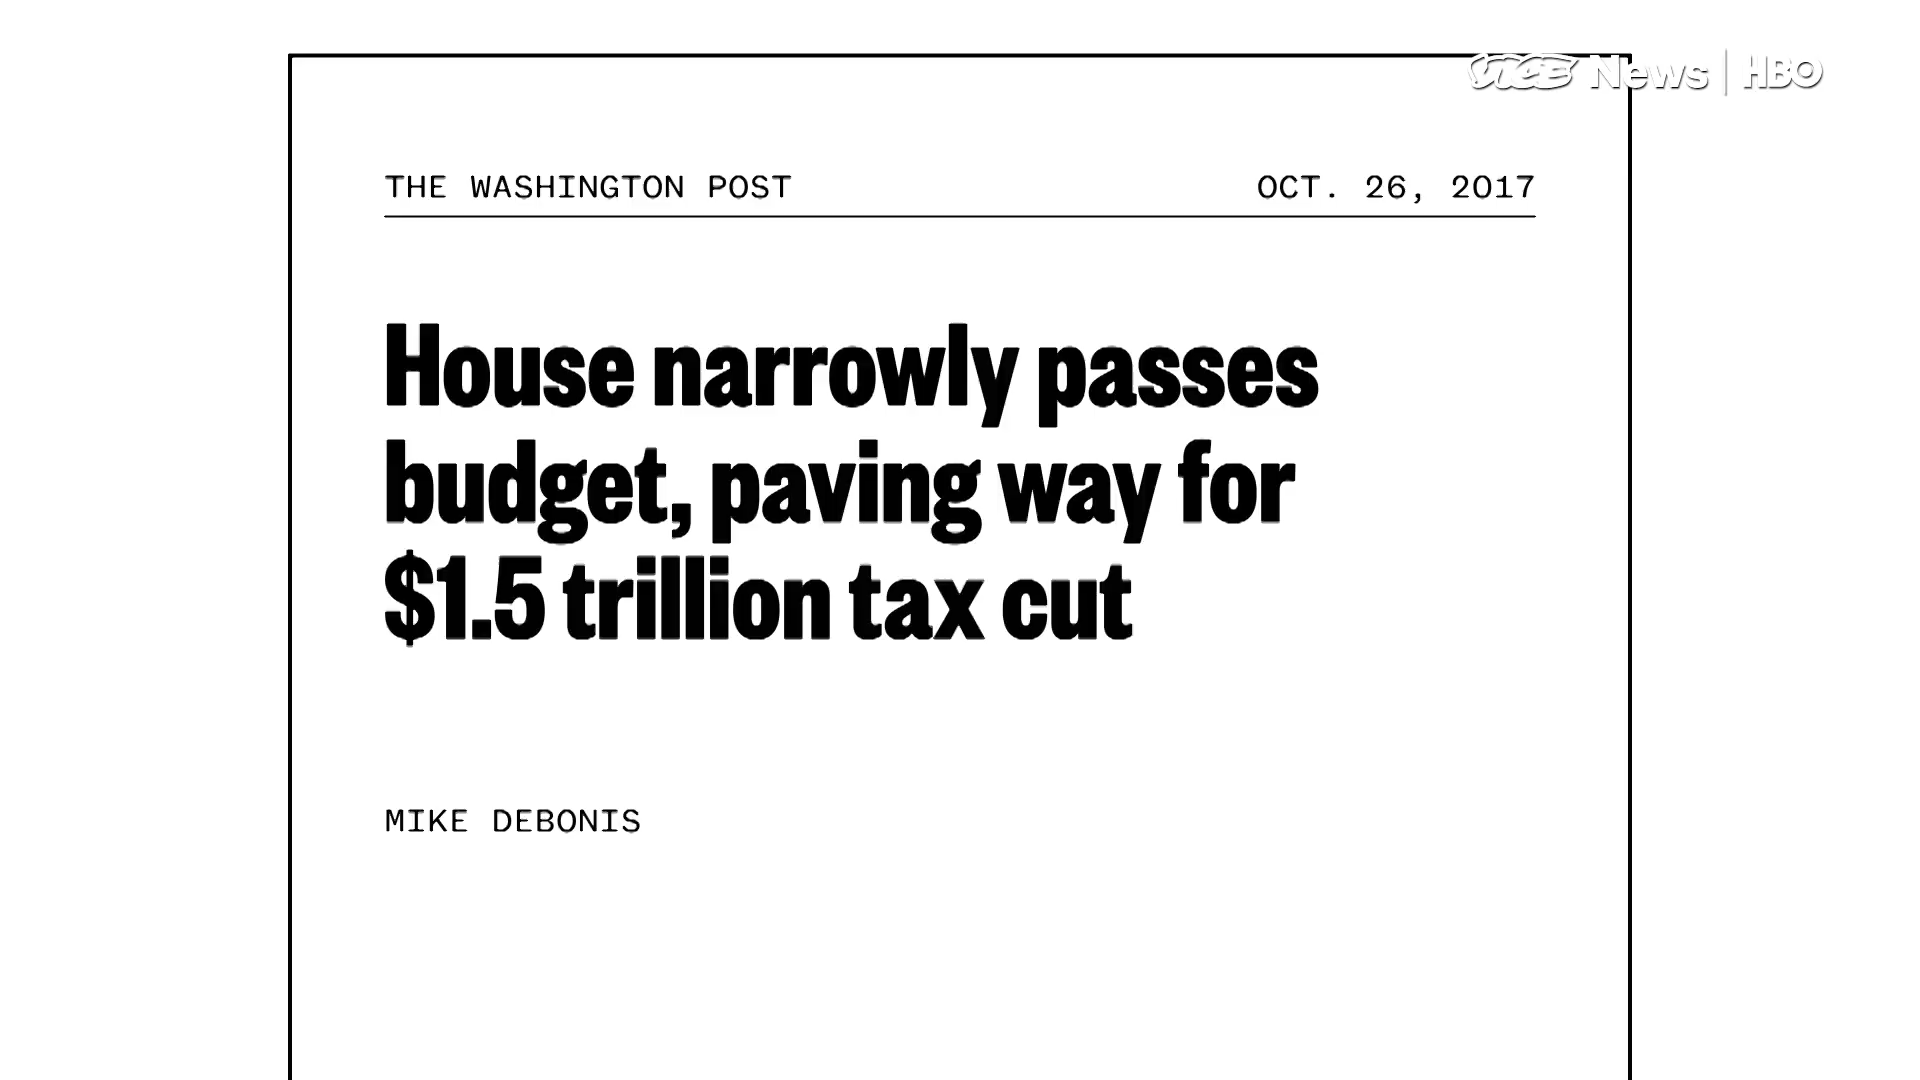 VICE News | HBO
THE WASHINGTON POST OCT. 26, 2017
House narrowly passes
budget, paving way for
$1.5 trillion tax cut
MIKE DEBONIS